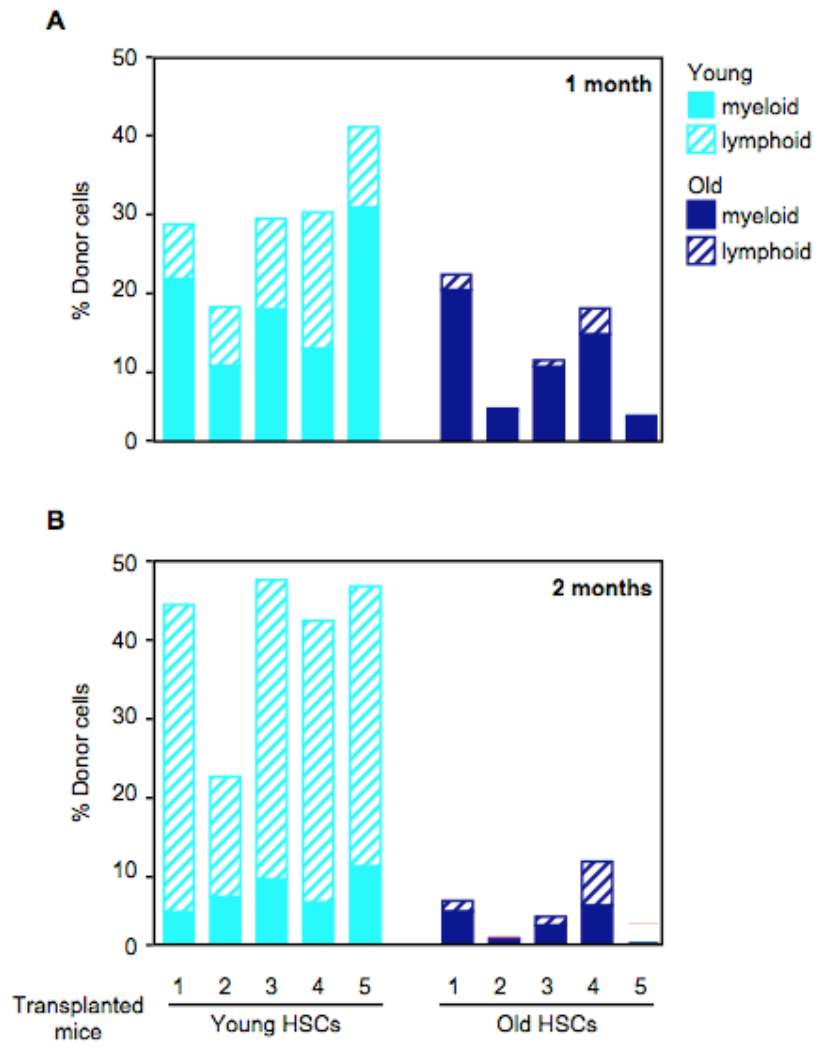 A
50
40
30
20
10
0
% Donor cells
1 month
Young
myeloid
lymphoid
Old
myeloid
lymphoid
B
50
40
30
20
10
0
% Donor cells
2 months
1 2 3 4 5 1 2 3 4 5
Transplanted
mice
Young HSCs Old HSCs